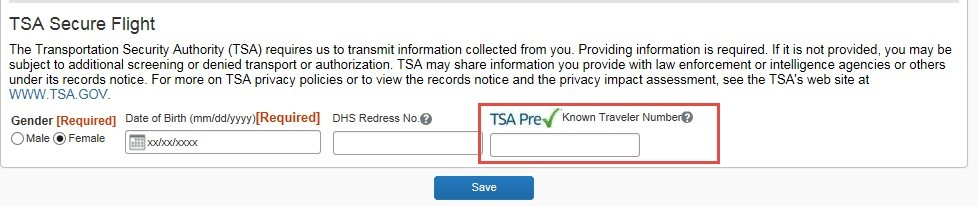 TSA Secure Flight
The Transportation Security Authority (TSA) requires us to transmit information collected from you. Providing information is required. If it is not provided, you may be
subject to additional screening or denied transport or authorization. TSA may share information you provide with law enforcement or intelligence agencies or others
under its records notice. For more on TSA privacy policies or to view the records notice and the privacy impact assessment, see the TSA's web site at
WWW.TSA.GOV.
Gender [Required] Date of Birth (mm/dd/yyyy)[Required] DHS Redress No.? TSA Pre✓ Known Traveler Number?
Male Female xx/xx/xxxx
Save